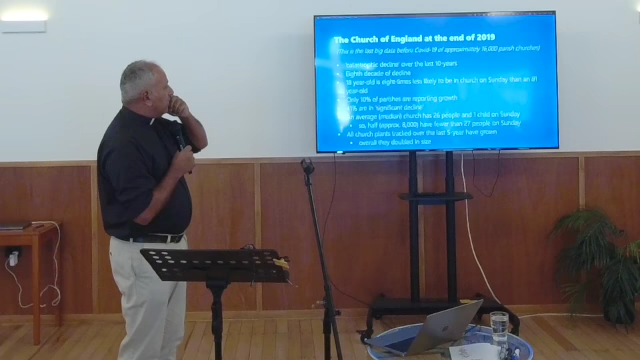 The Church of England at the end of 2019
(This is the last big data before Covid-19 of approximately 16,000 parish churches)
• 'catastrophic decline' over the last 10-years
• Eighth decade of decline
18 year-old is eight-times less likely to be in church on Sunday than an 81
year-old
Only 10% of parishes are reporting growth
are in 'significant decline'
average (median) church has 26 people and 1 child on Sunday
• so, half (approx. 8,000) have fewer than 27 people on Sunday
• All church plants tracked over the last 5-year have grown
• overall they doubled in size